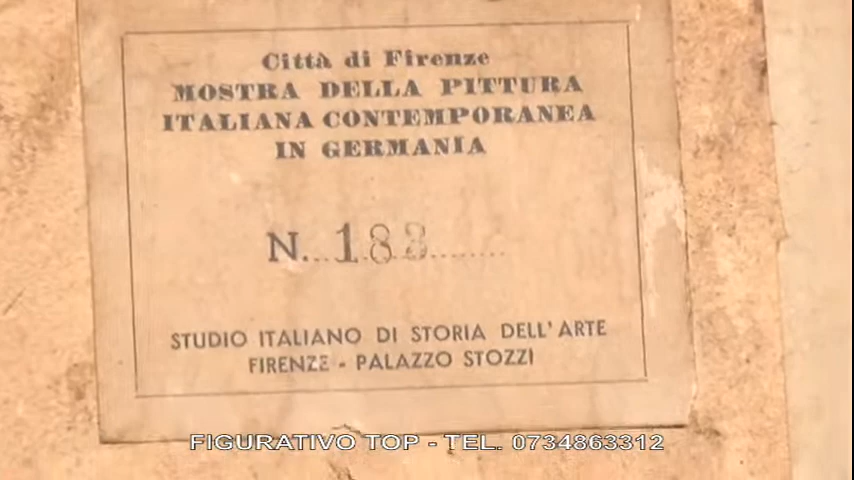 Città di Firenze
MOSTRA DELLA PITTURA
ITALIANA CONTEMPORANEA
IN GERMANIA
N. 183
STUDIO ITALIANO DI STORIA DELL'ARTE
FIRENZE - PALAZZO STOZZI
FIGURATIVO TOP - TEL. 0734863312